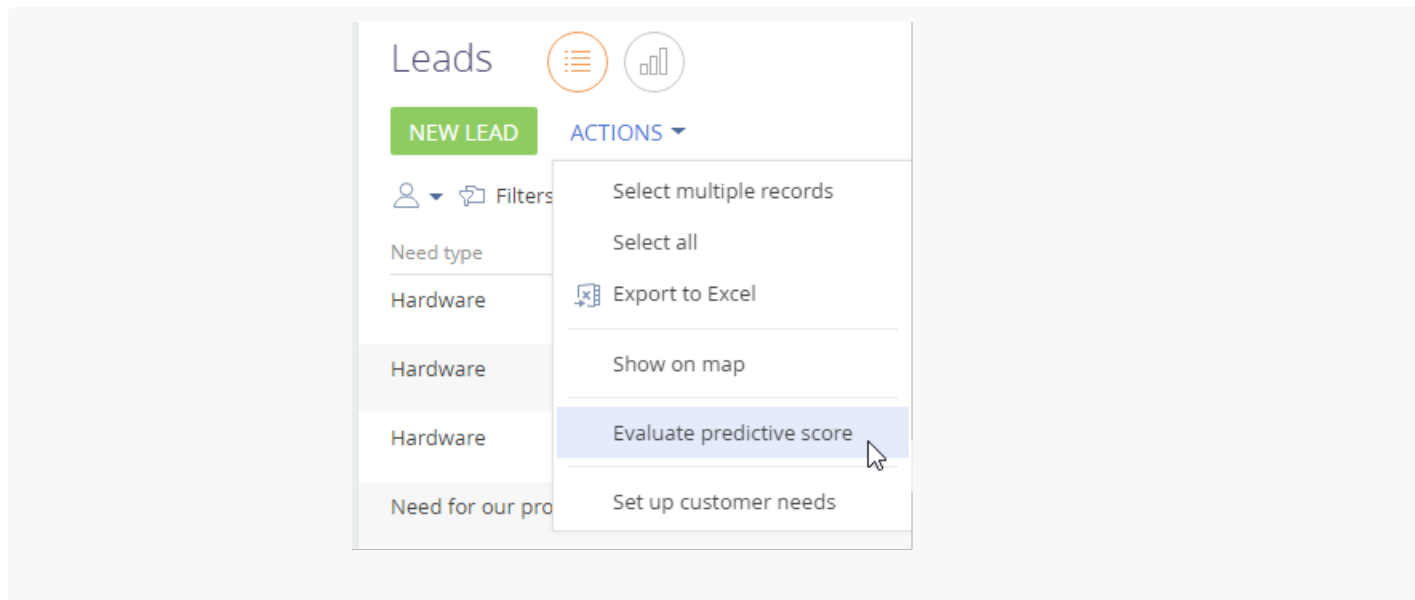 Leads
NEW LEAD ACTIONS
Filters
Need type
Hardware
Hardware
Hardware
Need for our pro
Select multiple records
Select all
Export to Excel
Show on map
Evaluate predictive score
Set up customer needs